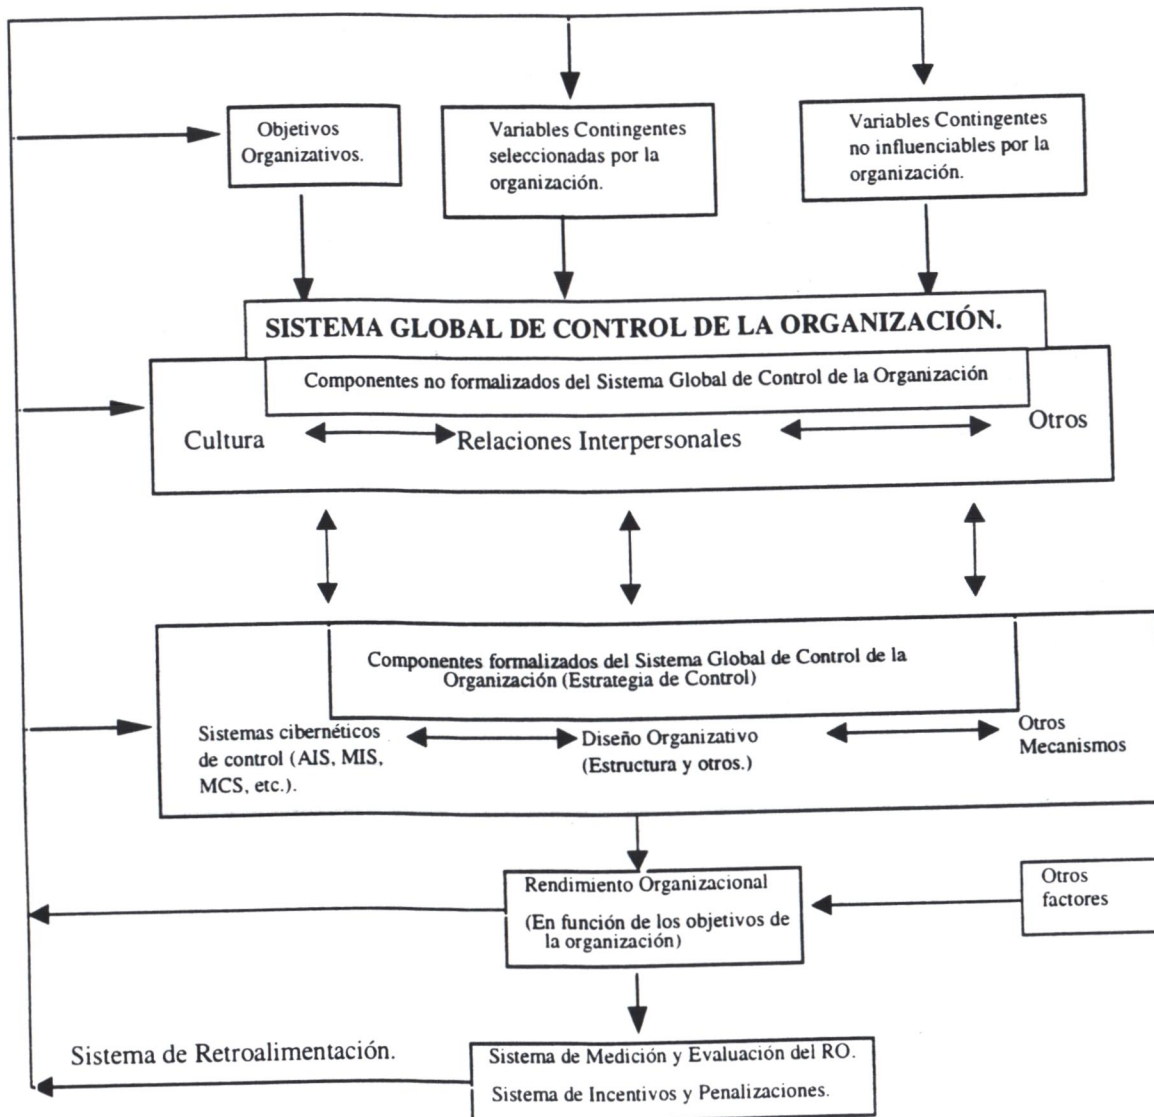 Objetivos
Organizativos.
Variables Contingentes
seleccionadas por la
organización.
Variables Contingentes
no influenciables por la
organización.
SISTEMA GLOBAL DE CONTROL DE LA ORGANIZACIÓN.
Componentes no formalizados del Sistema Global de Control de la Organización
Cultura
Relaciones Interpersonales
Otros
Componentes formalizados del Sistema Global de Control de la
Organización (Estrategia de Control)
Sistemas cibernéticos
de control (AIS, MIS,
MCS, etc.).
Diseño Organizativo
(Estructura y otros.)
Otros
Mecanismos
Rendimiento Organizacional
(En función de los objetivos de
la organización)
Otros
factores
Sistema de Retroalimentación.
Sistema de Medición y Evaluación del RO.
Sistema de Incentivos y Penalizaciones.